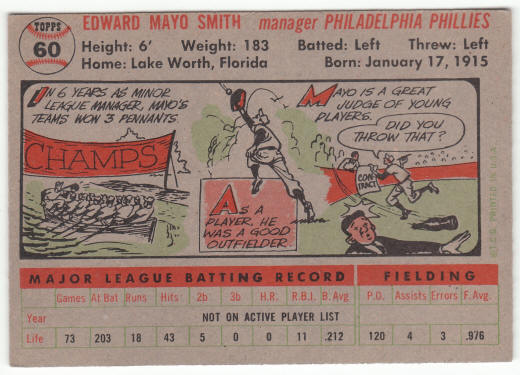 TOPPS
60
EDWARD MAYO SMITH manager PHILADELPHIA PHILLIES
Height: 6' Weight: 183 Batted: Left Threw: Left
Home: Lake Worth, Florida Born: January 17, 1915
IN 6 YEARS AS MINOR
LEAGUE MANAGER, MAYO'S
TEAMS WON 3 PENNANTS.
CHAMPS
AS A
PLAYER, HE
WAS A GOOD
OUTFIELDER.
MAYO IS A GREAT
JUDGE OF YOUNG
PLAYERS.
DID YOU
THROW THAT?
CON-
TRACT
© T.C.G. PRINTED IN U.S.A.
MAJOR LEAGUE BATTING RECORD FIELDING
Games At Bat Runs Hits 2b 3b H.R. R.B.I. B. Avg P.O. Assists Errors F. Avg.
Year NOT ON ACTIVE PLAYER LIST
Life 73 203 18 43 5 0 0 11 .212 120 4 3 .976